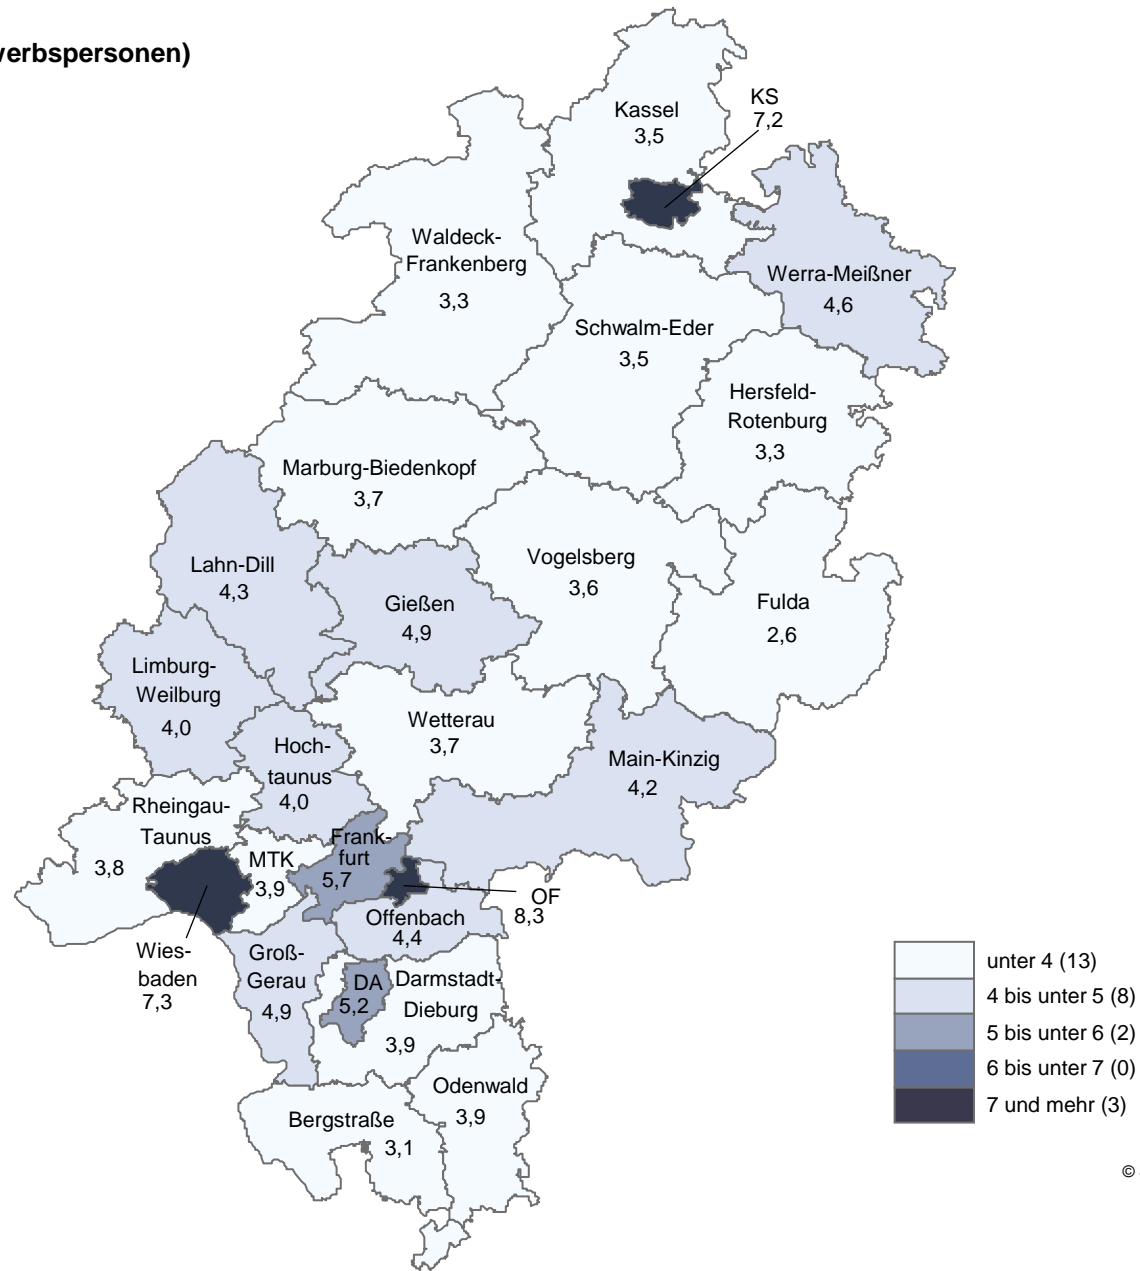 werbspersonen)
Kassel
3,5
KS
7,2
Waldeck-
Frankenberg
3,3
Werra-Meißner
4,6
Schwalm-Eder
3,5
Hersfeld-
Rotenburg
3,3
Marburg-Biedenkopf
3,7
Lahn-Dill
4,3
Gießen
4,9
Vogelsberg
3,6
Fulda
2,6
Limburg-
Weilburg
4,0
Wetterau
3,7
Hoch-
taunus
4,0
Main-Kinzig
4,2
Rheingau-
Taunus
3,8
MTK
3,9
Frank-
furt
5,7
OF
8,3
Offenbach
4,4
Wies-
baden
7,3
Groß-
Gerau
4,9
DA
5,2
Darmstadt-
Dieburg
3,9
Odenwald
3,9
Bergstraße
3,1
unter 4 (13)
4 bis unter 5 (8)
5 bis unter 6 (2)
6 bis unter 7 (0)
7 und mehr (3)
©